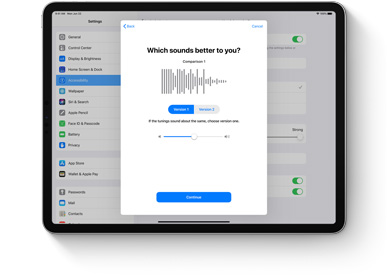 Settings
General
Control Center
Display & Brightness
Home Screen & Dock
Accessibility
Wallpaper
Siri & Search
Pencil
Face ID & Passcode
Battery
Privacy
App Store
Wallet & Apple Pay
Passwords
Mail
Contacts
Back
Cancel
Which sounds better to you?
Comparison 1
Version 1
Version 2
If the tunings sound about the same, choose version one.
Continue
Strong